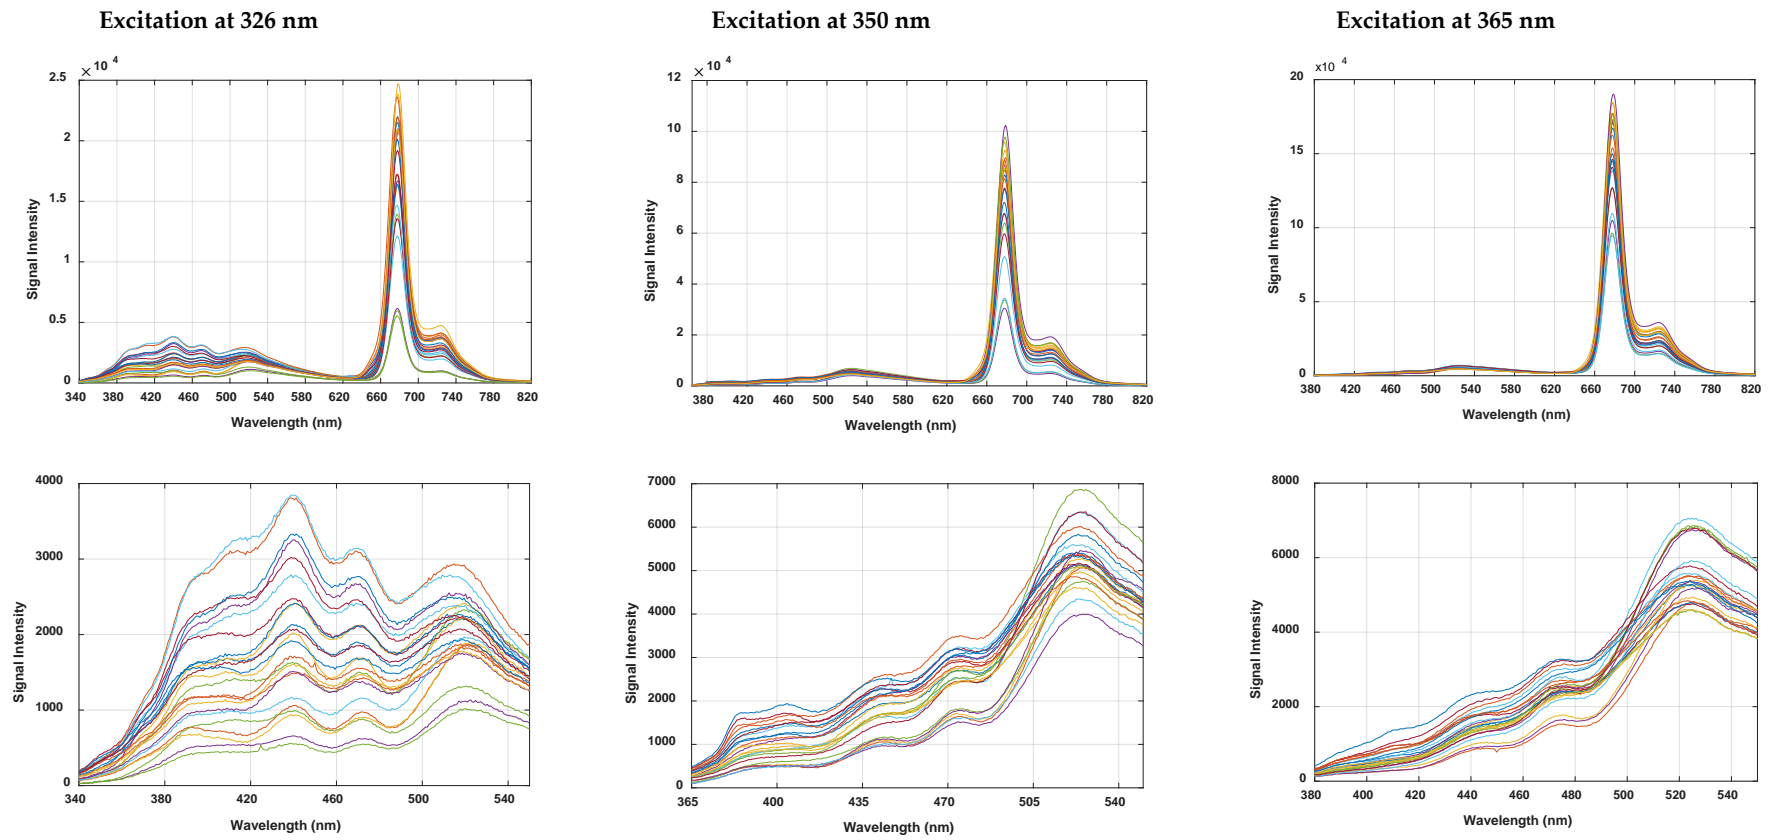 Excitation at 326 nm
Excitation at 350 nm
Excitation at 365 nm
× 10 4
2.5
2
1.5
1
0.5
0
Signal Intensity
340 380 420 460 500 540 580 620 660 700 740 780 820
Wavelength (nm)
× 10 4
12
10
8
6
4
2
0
Signal Intensity
380 420 460 500 540 580 620 660 700 740 780 820
Wavelength (nm)
x10 4
20
15
10
5
0
Signal Intensity
380 420 460 500 540 580 620 660 700 740 780 820
Wavelength (nm)
4000
3000
2000
1000
0
Signal Intensity
340 380 420 460 500 540
Wavelength (nm)
7000
6000
5000
4000
3000
2000
1000
0
Signal Intensity
365 400 435 470 505 540
Wavelength (nm)
8000
6000
4000
2000
0
Signal Intensity
380 400 420 440 460 480 500 520 540
Wavelength (nm)